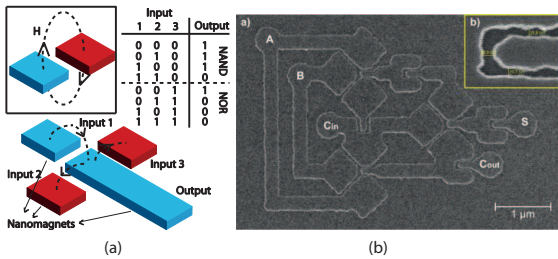 H
Input
1 2 3 Output
0 0 0 1
0 1 0 1
1 0 0 1
1 1 0 0
NAND
0 0 1 1
0 1 1 0
1 0 1 0
1 1 1 0
NOR
Input 1
Input 2
Input 3
Output
Nanomagnets
(a)
a)
b)
A
B
Cin
S
Cout
1 µm
(b)